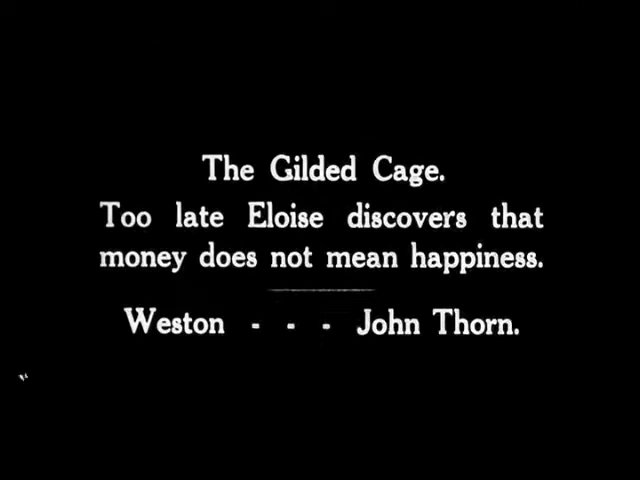 The Gilded Cage.
Too late Eloise discovers that
money does not mean happiness.
Weston - - - John Thorn.